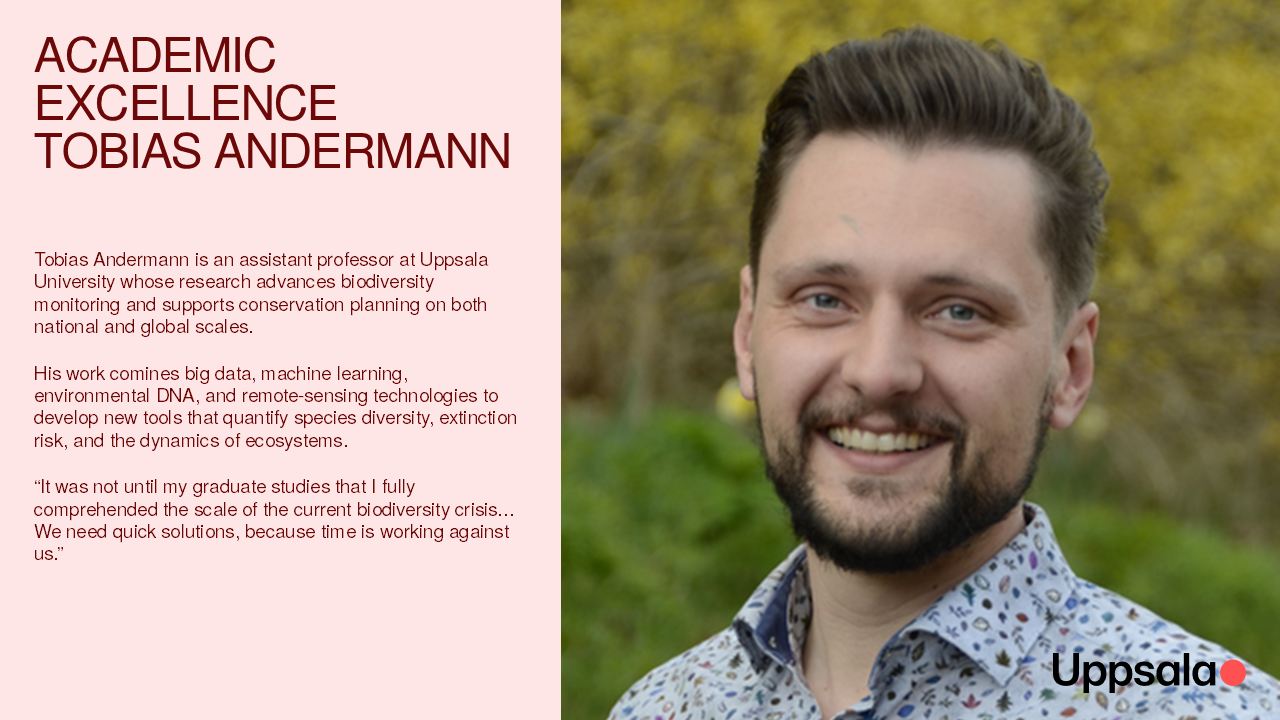 ACADEMIC
EXCELLENCE
TOBIAS ANDERMANN
Tobias Andermann is an assistant professor at Uppsala
University whose research advances biodiversity
monitoring and supports conservation planning on both
national and global scales.
His work comines big data, machine learning,
environmental DNA, and remote-sensing technologies to
develop new tools that quantify species diversity, extinction
risk, and the dynamics of ecosystems.
“It was not until my graduate studies that I fully
comprehended the scale of the current biodiversity crisis…
We need quick solutions, because time is working against
us.”
Uppsala